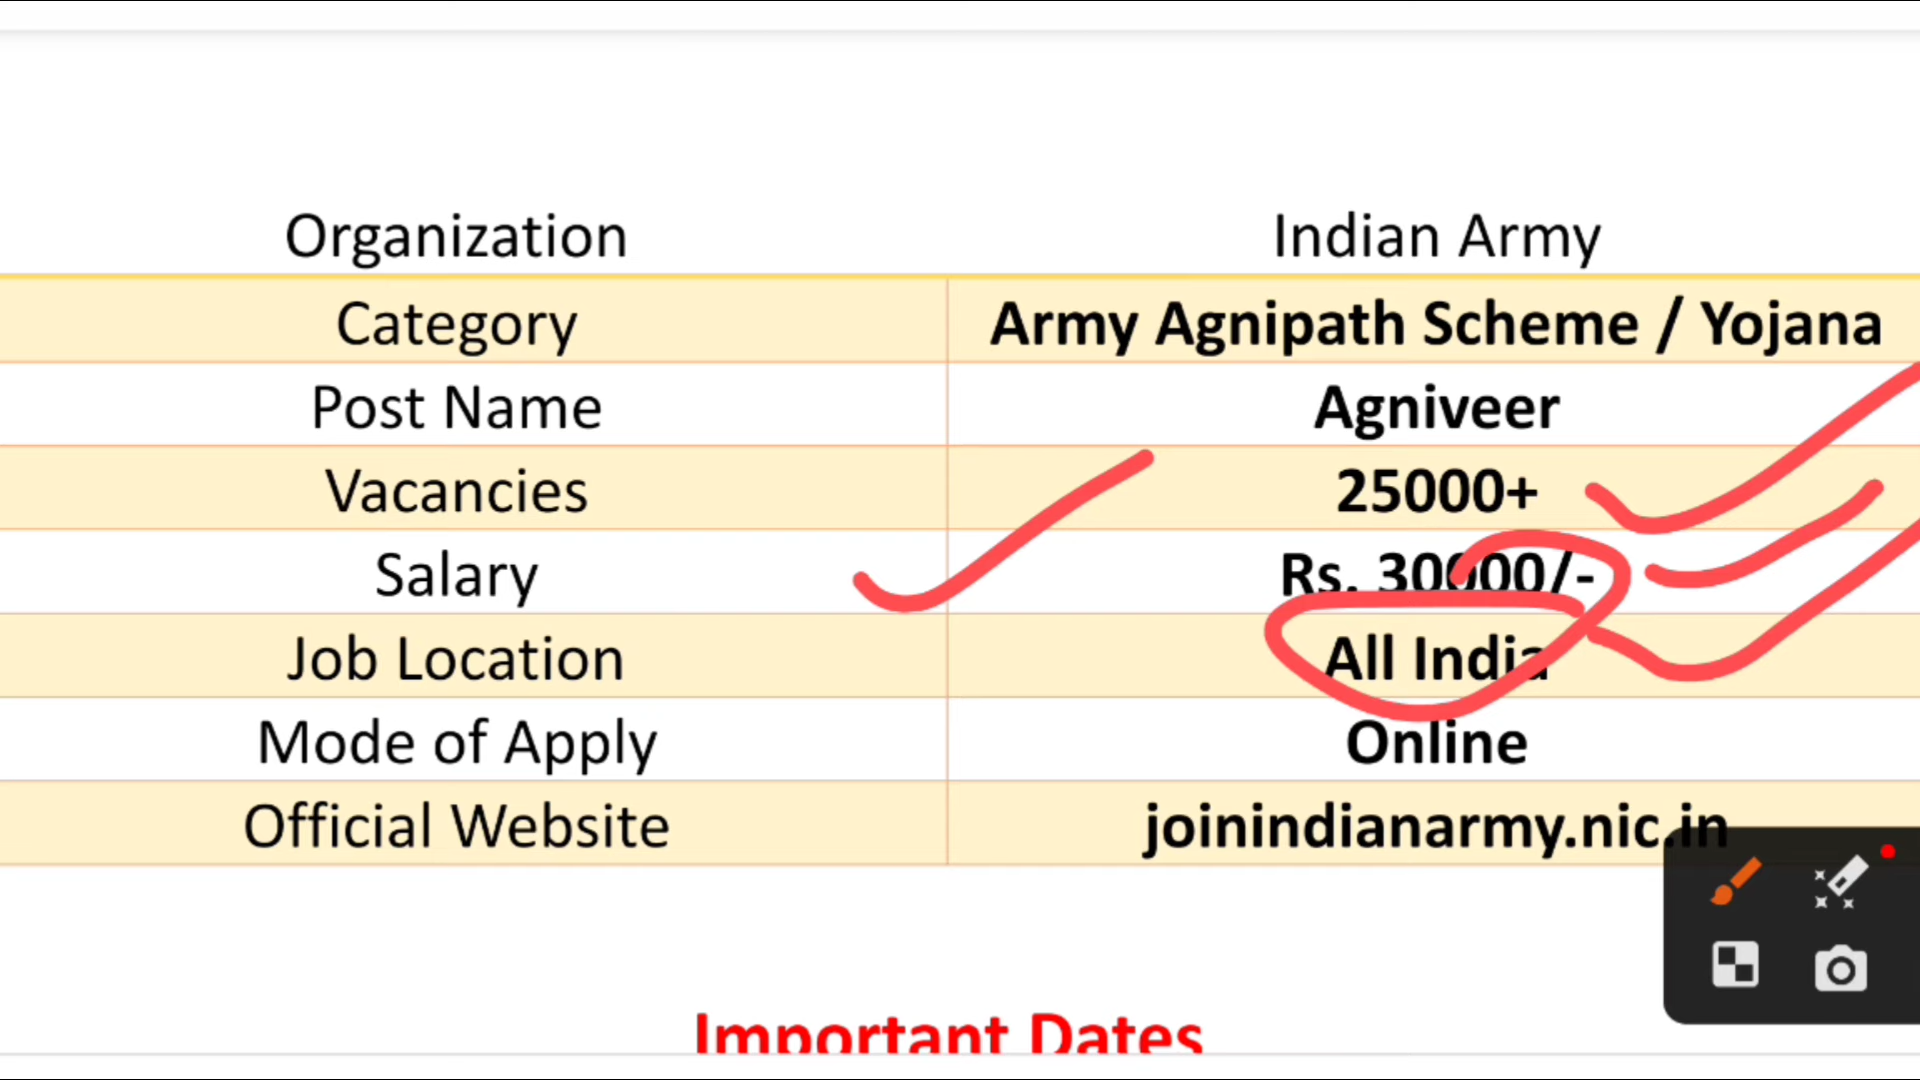 Organization Indian Army
Category Army Agnipath Scheme / Yojana
Post Name Agniveer
Vacancies 25000+
Salary Rs. 30000/-
Job Location All India
Mode of Apply Online
Official Website joinindianarmy.nic.in
Important Dates